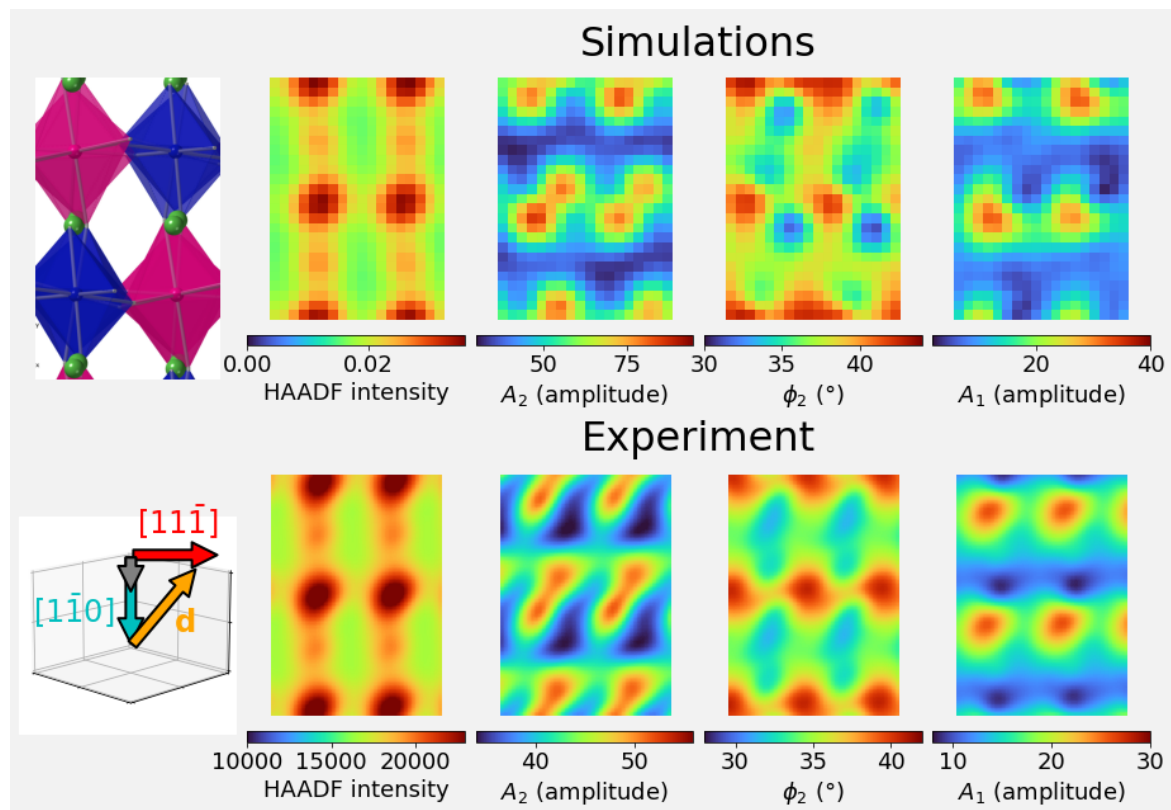 Simulations
0.00 0.02
HAADF intensity
50 75
A₂ (amplitude)
30 35 40
ϕ₂ (°)
20 40
A₁ (amplitude)
Experiment
[111̄]
[11̄0]
d
10000 15000 20000
HAADF intensity
40 50
A₂ (amplitude)
30 35 40
ϕ₂ (°)
10 20 30
A₁ (amplitude)